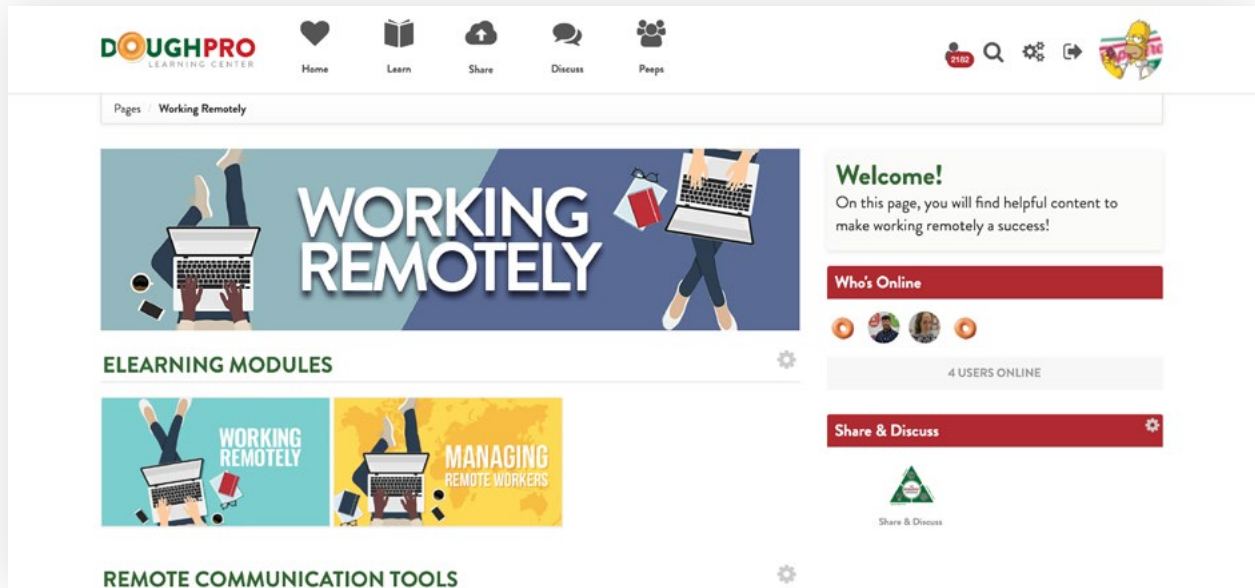 DOUGHPRO
LEARNING CENTER
Home
Learn
Share
Discuss
Peeps
2182
Pages / Working Remotely
WORKING
REMOTELY
Welcome!
On this page, you will find helpful content to
make working remotely a success!
Who's Online
4 USERS ONLINE
ELEARNING MODULES
WORKING
REMOTELY
MANAGING
REMOTE WORKERS
Share & Discuss
Share & Discuss
REMOTE COMMUNICATION TOOLS